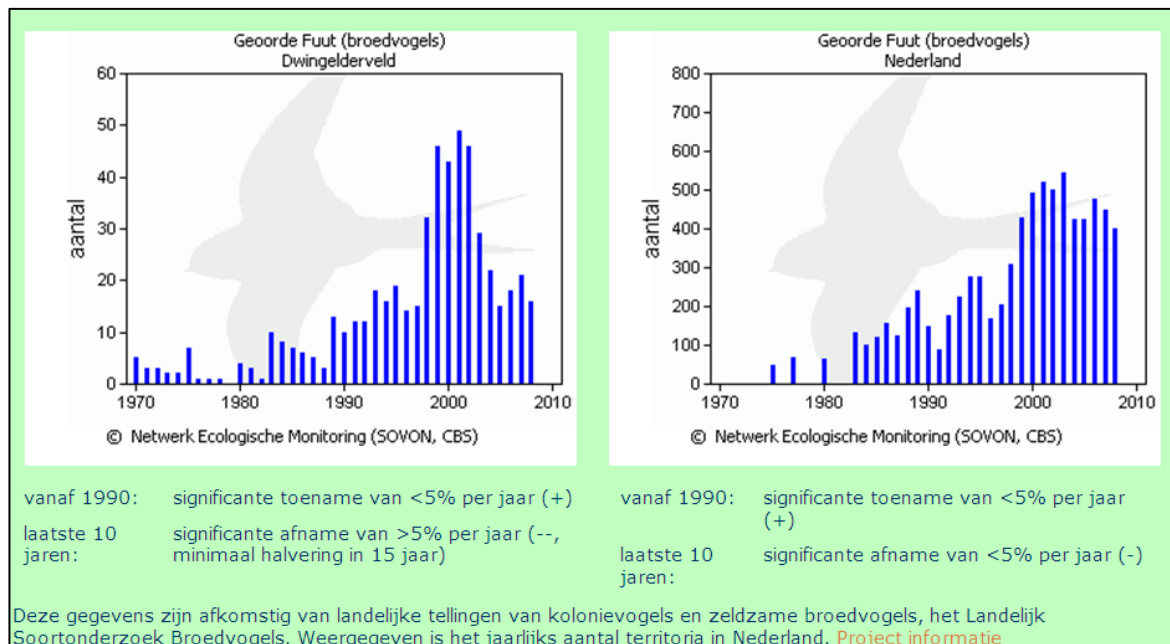 Geoorde Fuut (broedvogels)
Dwingelderveld
60
50
40
30
20
10
0
aantal
1970 1980 1990 2000 2010
© Netwerk Ecologische Monitoring (SOVON, CBS)
Geoorde Fuut (broedvogels)
Nederland
800
700
600
500
400
300
200
100
0
aantal
1970 1980 1990 2000 2010
© Netwerk Ecologische Monitoring (SOVON, CBS)
vanaf 1990: significante toename van <5% per jaar (+)
laatste 10 significante afname van >5% per jaar (--,
jaren: minimaal halvering in 15 jaar)
vanaf 1990: significante toename van <5% per jaar
(+)
laatste 10 significante afname van <5% per jaar (-)
jaren:
Deze gegevens zijn afkomstig van landelijke tellingen van kolonievogels en zeldzame broedvogels, het Landelijk
Soortonderzoek Broedvogels. Weergegeven is het jaarlijks aantal territoria in Nederland. Project informatie